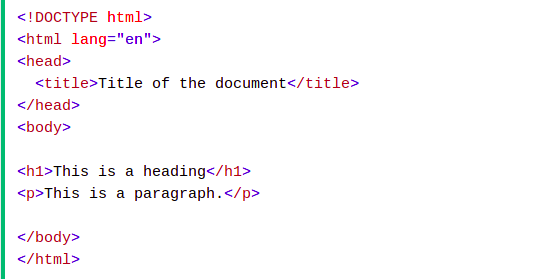 <!DOCTYPE html>
<html lang="en">
<head>
  <title>Title of the document</title>
</head>
<body>

<h1>This is a heading</h1>
<p>This is a paragraph.</p>

</body>
</html>